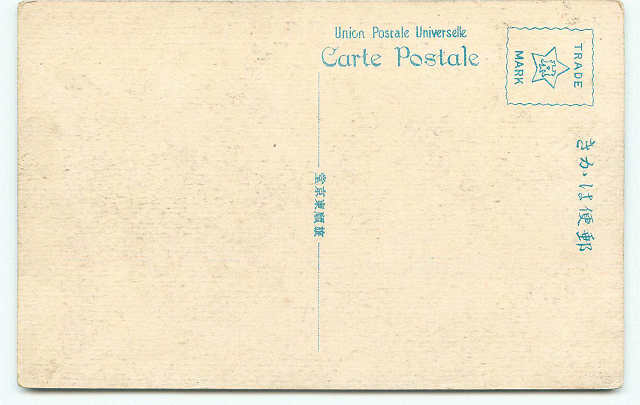 Union Postale Universelle
Carte Postale
TRADE
MARK
きかは便郵